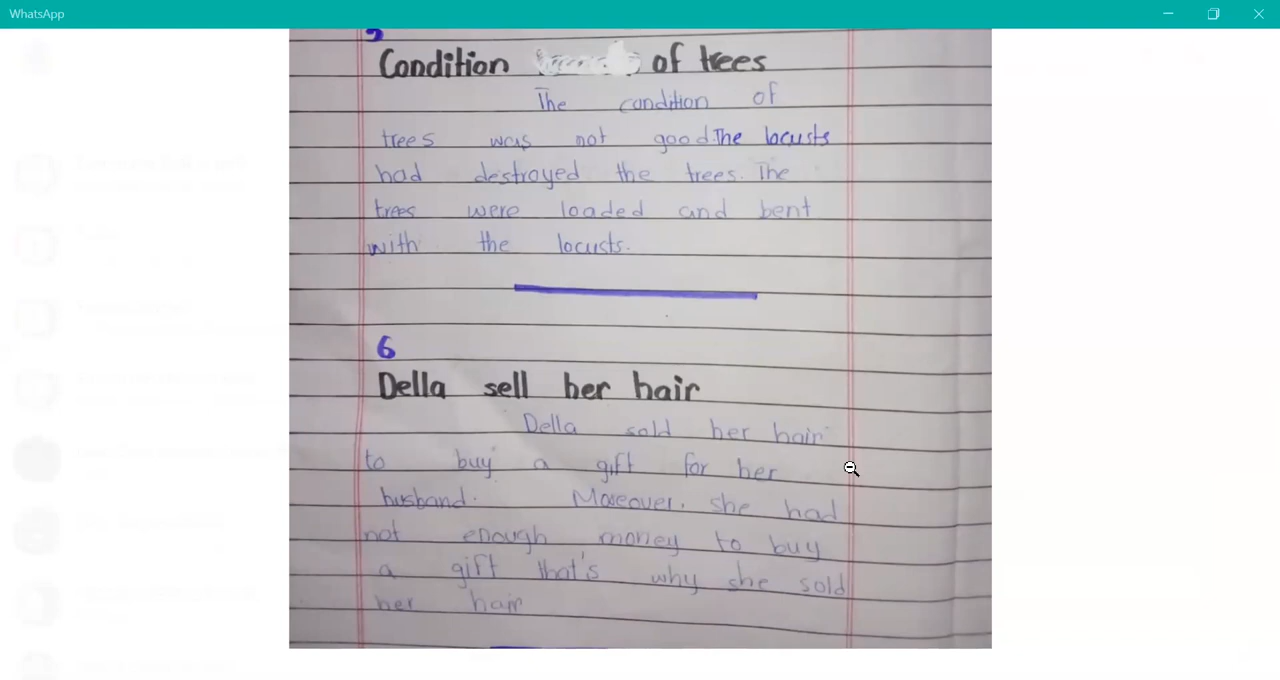 WhatsApp
5
Condition of trees
The condition of
trees was not good.The locusts
had destroyed the trees. The
trees were loaded and bent
with the locusts.
6
Della sell her hair
Della sold her hair
to buy a gift for her
husband. Moreover, she had
not enough money to buy
a gift that's why she sold
her hair